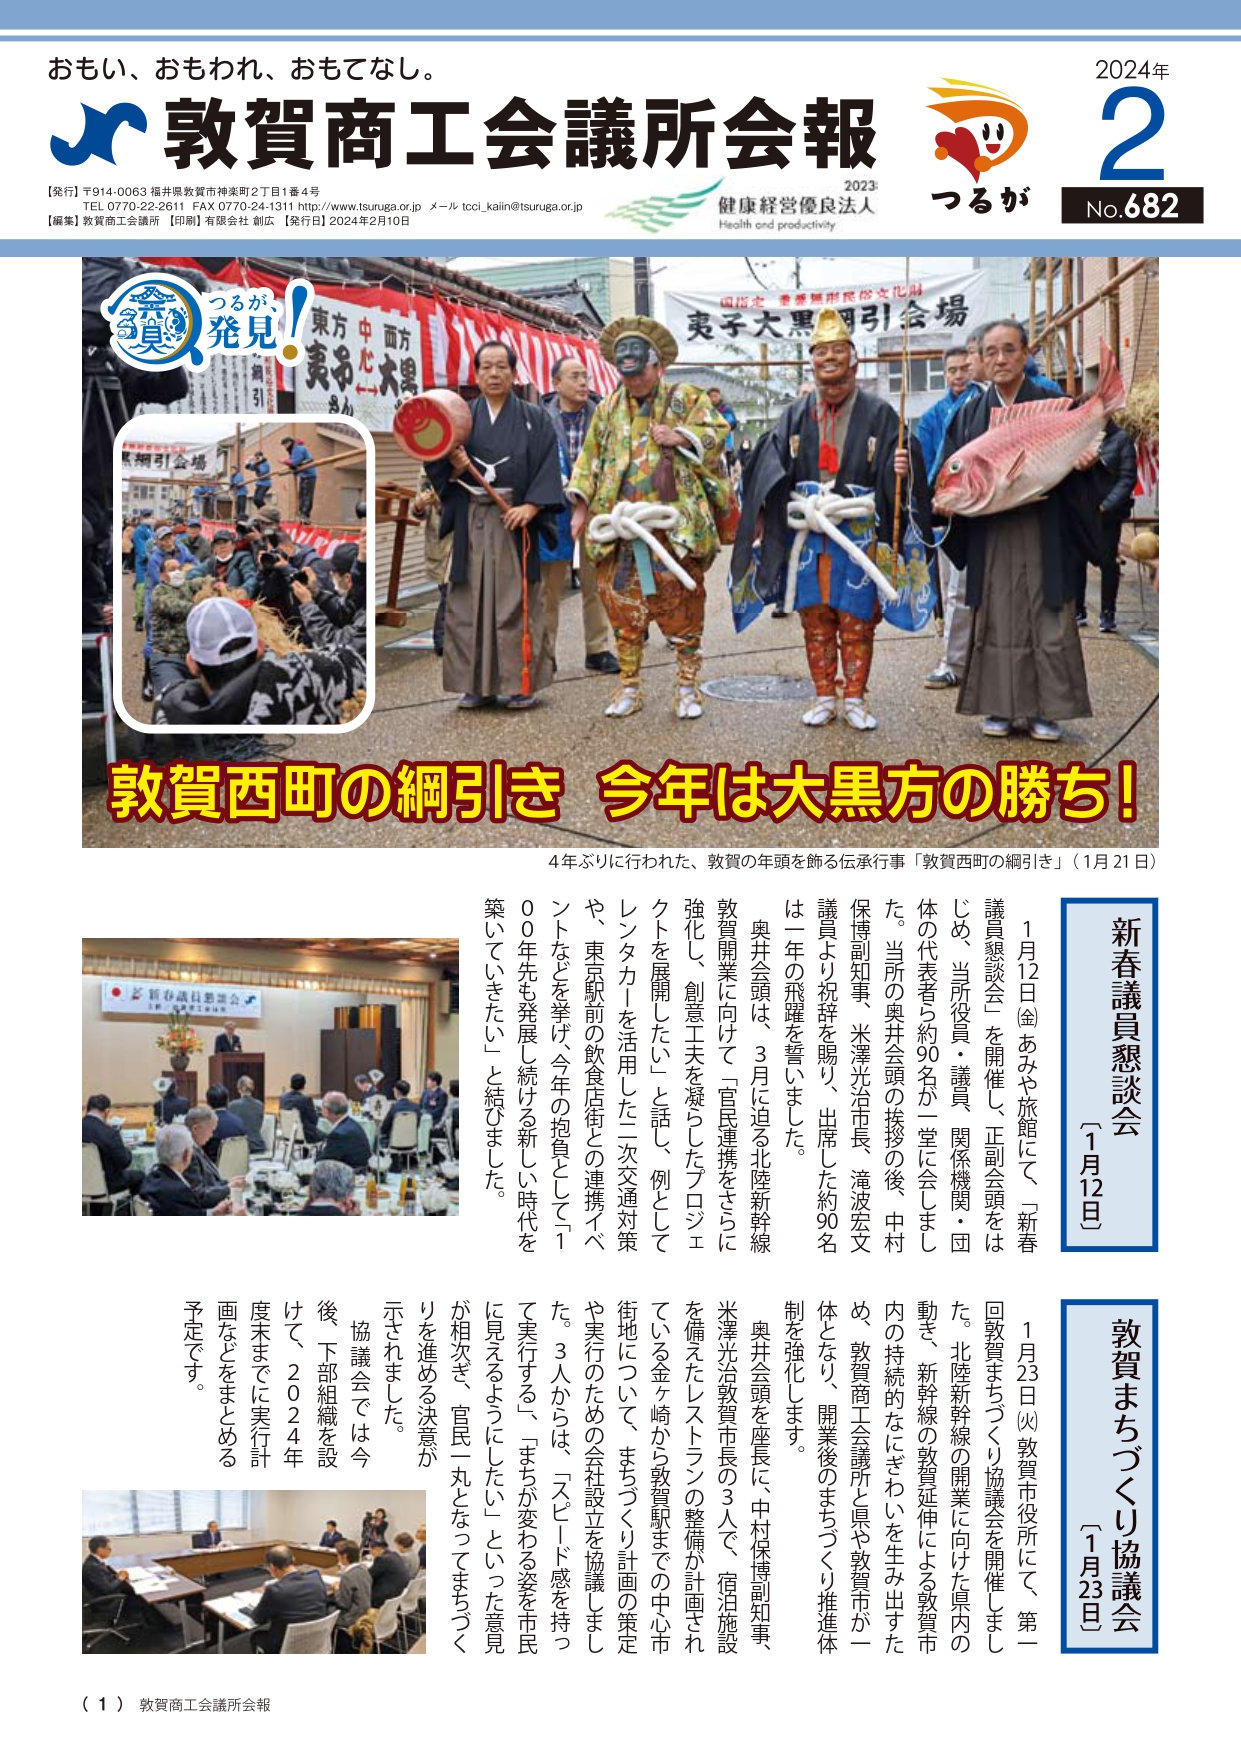 おもい、おもわれ、おもてなし。
敦賀商工会議所会報
【発行】〒914-0063 福井県敦賀市神楽町2丁目1番4号
TEL 0770-22-2611 FAX 0770-24-1311 http://www.tsuruga.or.jp メール tcci_kaiin@tsuruga.or.jp
【編集】敦賀商工会議所 【印刷】有限会社 創広 【発行日】2024年2月10日
2023
健康経営優良法人
Health and productivity
つるが
2024年
2
No.682
つるが、
発見!
東方 中心 西方
夷子 ↔ 大黒
国指定 重要無形民俗文化財
夷子大黒綱引会場
綱引会場
敦賀西町の綱引き 今年は大黒方の勝ち!
4年ぶりに行われた、敦賀の年頭を飾る伝承行事「敦賀西町の綱引き」(1月21日)
新春議員懇談会
〔1月12日〕
1月12日㈮あみや旅館にて、「新春
議員懇談会」を開催し、正副会頭をは
じめ、当所役員・議員、関係機関・団
体の代表者ら約90名が一堂に会しまし
た。当所の奥井会頭の挨拶の後、中村
保博副知事、米澤光治市長、滝波宏文
議員より祝辞を賜り、出席した約90名
は一年の飛躍を誓いました。
奥井会頭は、3月に迫る北陸新幹線
敦賀開業に向けて「官民連携をさらに
強化し、創意工夫を凝らしたプロジェ
クトを展開したい」と話し、例として
レンタカーを活用した二次交通対策
や、東京駅前の飲食店街との連携イベ
ントなどを挙げ、今年の抱負として「1
00年先も発展し続ける新しい時代を
築いていきたい」と結びました。
新春議員懇談会
敦賀まちづくり協議会
〔1月23日〕
1月23日㈫敦賀市役所にて、第一
回敦賀まちづくり協議会を開催しまし
た。北陸新幹線の開業に向けた県内の
動き、新幹線の敦賀延伸による敦賀市
内の持続的なにぎわいを生み出すた
め、敦賀商工会議所と県や敦賀市が一
体となり、開業後のまちづくり推進体
制を強化します。
奥井会頭を座長に、中村保博副知事、
米澤光治敦賀市長の3人で、宿泊施設
を備えたレストランの整備が計画され
ている金ヶ崎から敦賀駅までの中心市
街地について、まちづくり計画の策定
や実行のための会社設立を協議しまし
た。3人からは、「スピード感を持っ
て実行する」、「まちが変わる姿を市民
に見えるようにしたい」といった意見
が相次ぎ、官民一丸となってまちづく
りを進める決意が
示されました。
協議会では今
後、下部組織を設
けて、2024年
度末までに実行計
画などをまとめる
予定です。
(1) 敦賀商工会議所会報